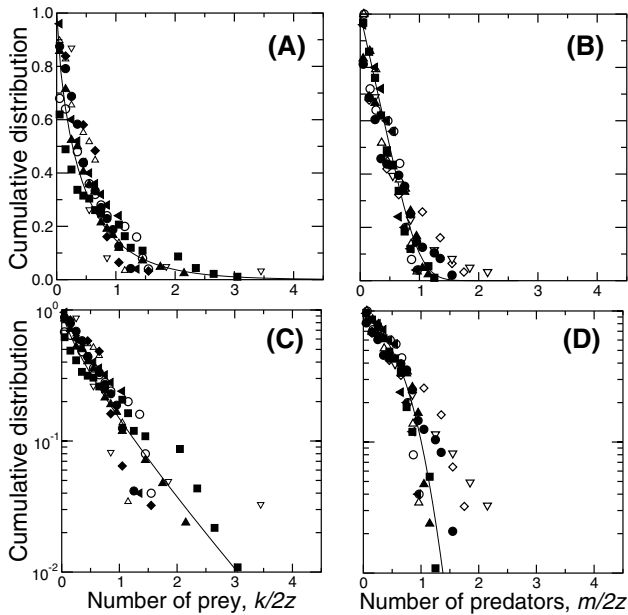 (A)
Cumulative distribution
1.0
0.8
0.6
0.4
0.2
0.0
0 1 2 3 4
(B)
0 1 2 3 4
(C)
Cumulative distribution
10^0
10^-1
10^-2
0 1 2 3 4
Number of prey, k/2z
(D)
0 1 2 3 4
Number of predators, m/2z